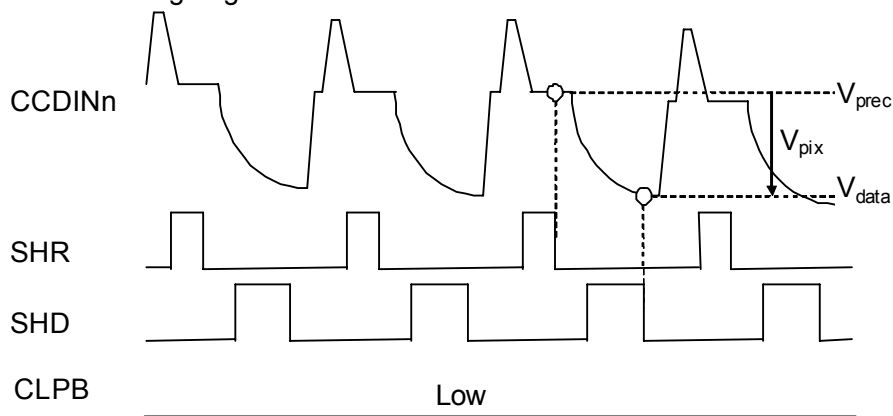 CCDINn
Vprec
Vpix
Vdata
SHR
SHD
CLPB
Low